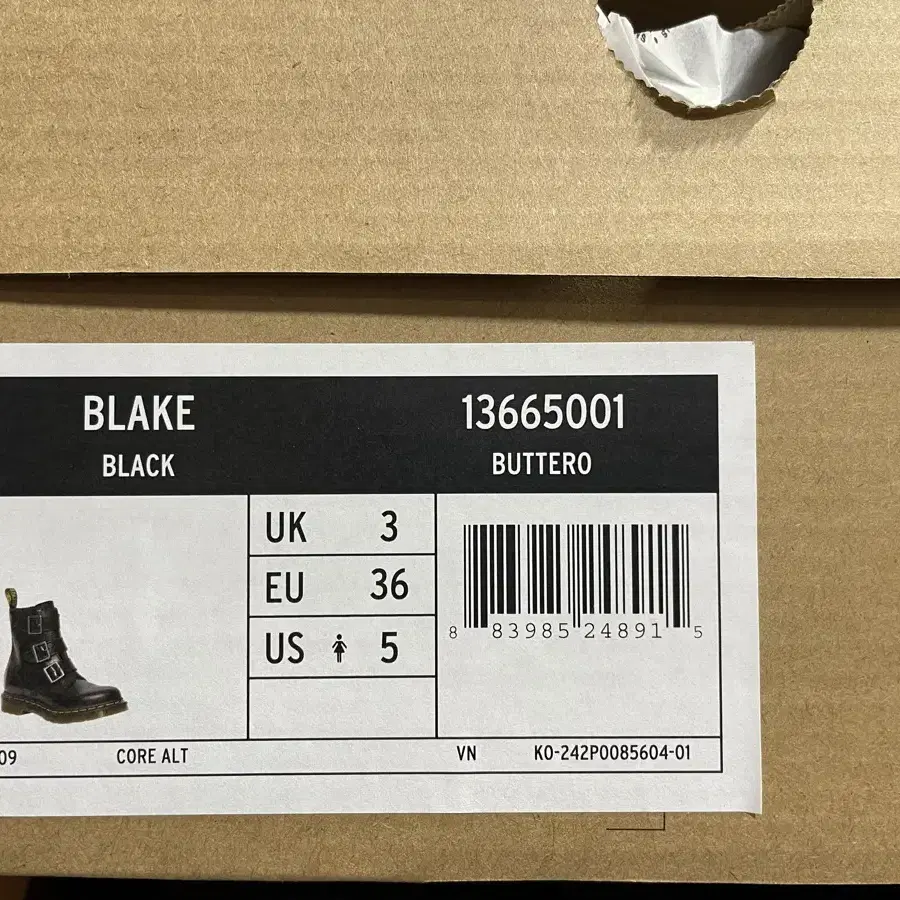 BLAKE
BLACK
13665001
BUTTERO
UK 3
EU 36
US 5
8 83985 24891 5
09 CORE ALT VN KO-242P0085604-01